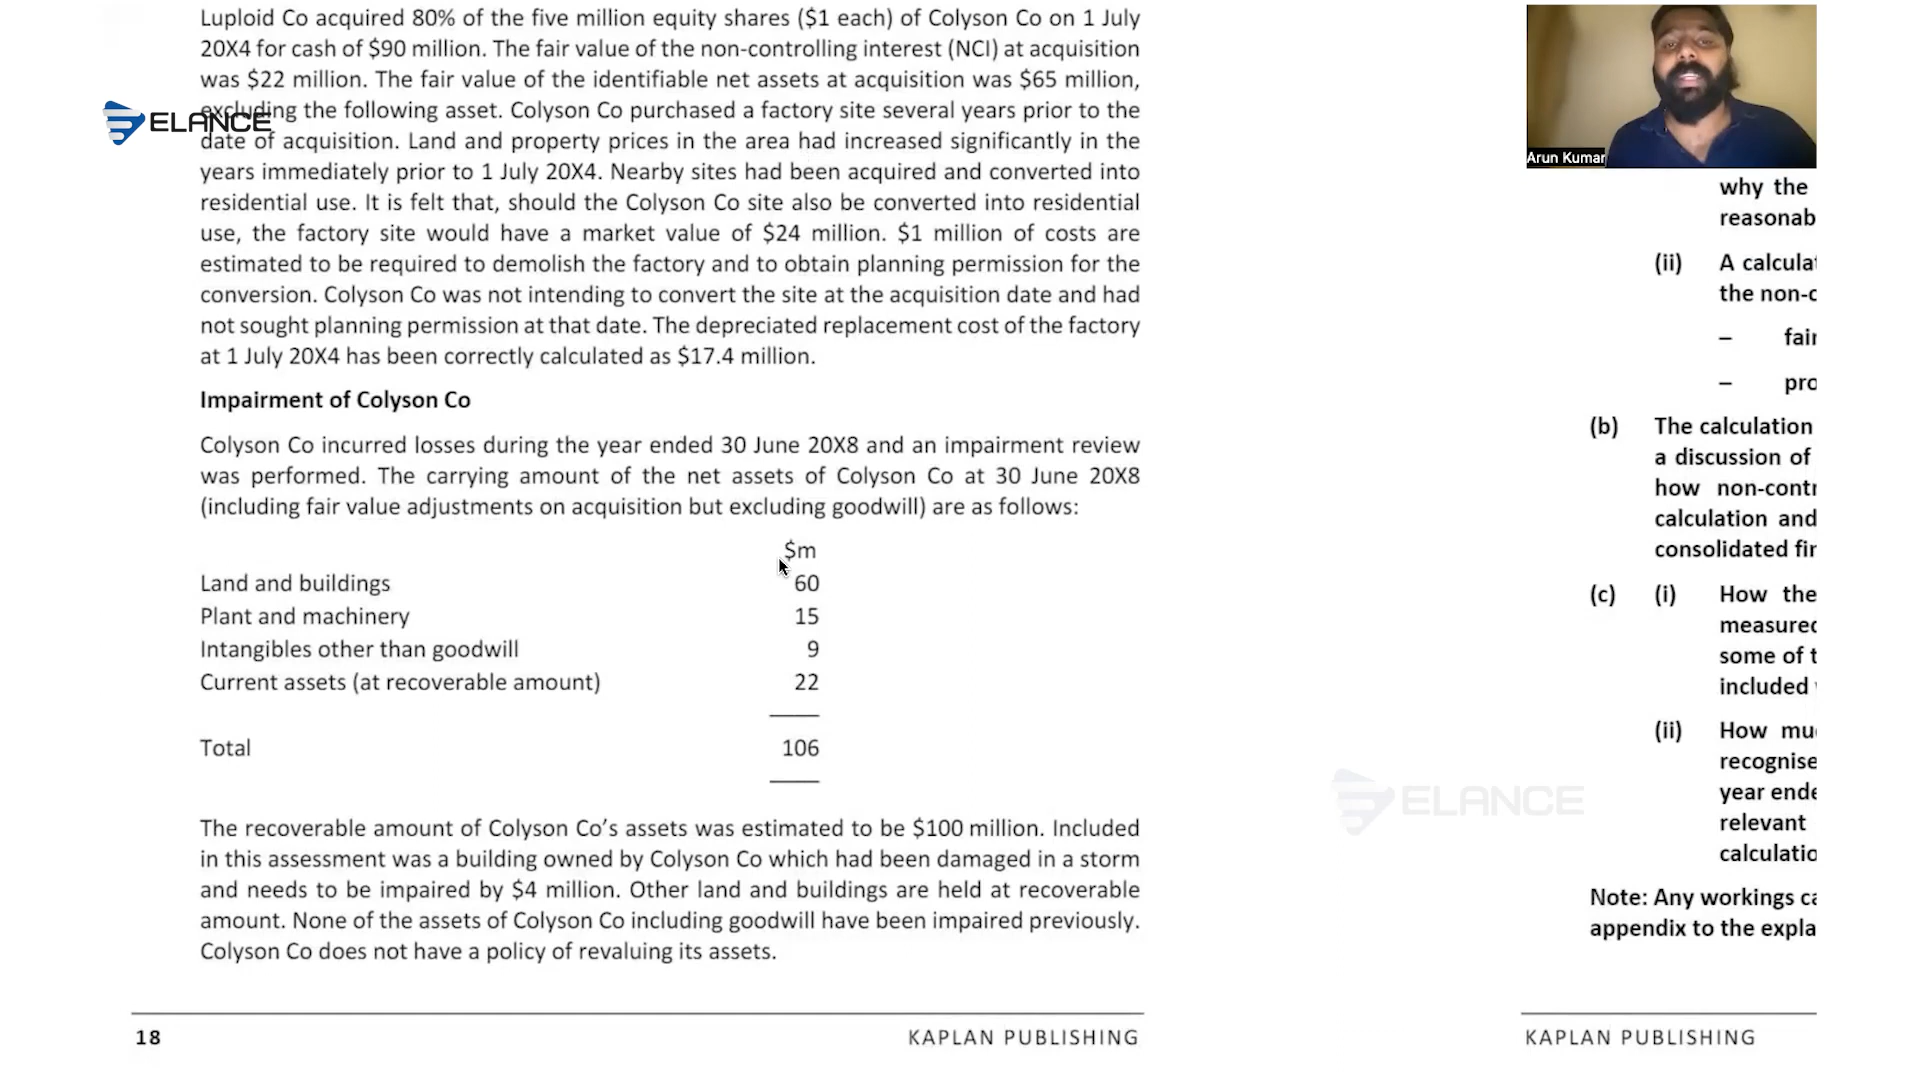 Luploid Co acquired 80% of the five million equity shares ($1 each) of Colyson Co on 1 July
20X4 for cash of $90 million. The fair value of the non-controlling interest (NCI) at acquisition
was $22 million. The fair value of the identifiable net assets at acquisition was $65 million,
excluding the following asset. Colyson Co purchased a factory site several years prior to the
date of acquisition. Land and property prices in the area had increased significantly in the
years immediately prior to 1 July 20X4. Nearby sites had been acquired and converted into
residential use. It is felt that, should the Colyson Co site also be converted into residential
use, the factory site would have a market value of $24 million. $1 million of costs are
estimated to be required to demolish the factory and to obtain planning permission for the
conversion. Colyson Co was not intending to convert the site at the acquisition date and had
not sought planning permission at that date. The depreciated replacement cost of the factory
at 1 July 20X4 has been correctly calculated as $17.4 million.
Impairment of Colyson Co
Colyson Co incurred losses during the year ended 30 June 20X8 and an impairment review
was performed. The carrying amount of the net assets of Colyson Co at 30 June 20X8
(including fair value adjustments on acquisition but excluding goodwill) are as follows:
$m
Land and buildings 60
Plant and machinery 15
Intangibles other than goodwill 9
Current assets (at recoverable amount) 22
Total 106
The recoverable amount of Colyson Co's assets was estimated to be $100 million. Included
in this assessment was a building owned by Colyson Co which had been damaged in a storm
and needs to be impaired by $4 million. Other land and buildings are held at recoverable
amount. None of the assets of Colyson Co including goodwill have been impaired previously.
Colyson Co does not have a policy of revaluing its assets.
18 KAPLAN PUBLISHING
ELANCE
Arun Kumar
why the
reasonab
(ii) A calcula
the non-c
– fair
– pro
(b) The calculation
a discussion of
how non-contr
calculation and
consolidated fin
(c) (i) How the
measured
some of t
included
(ii) How mu
recognise
year ende
relevant
calculatio
Note: Any workings ca
appendix to the expla
KAPLAN PUBLISHING
ELANCE